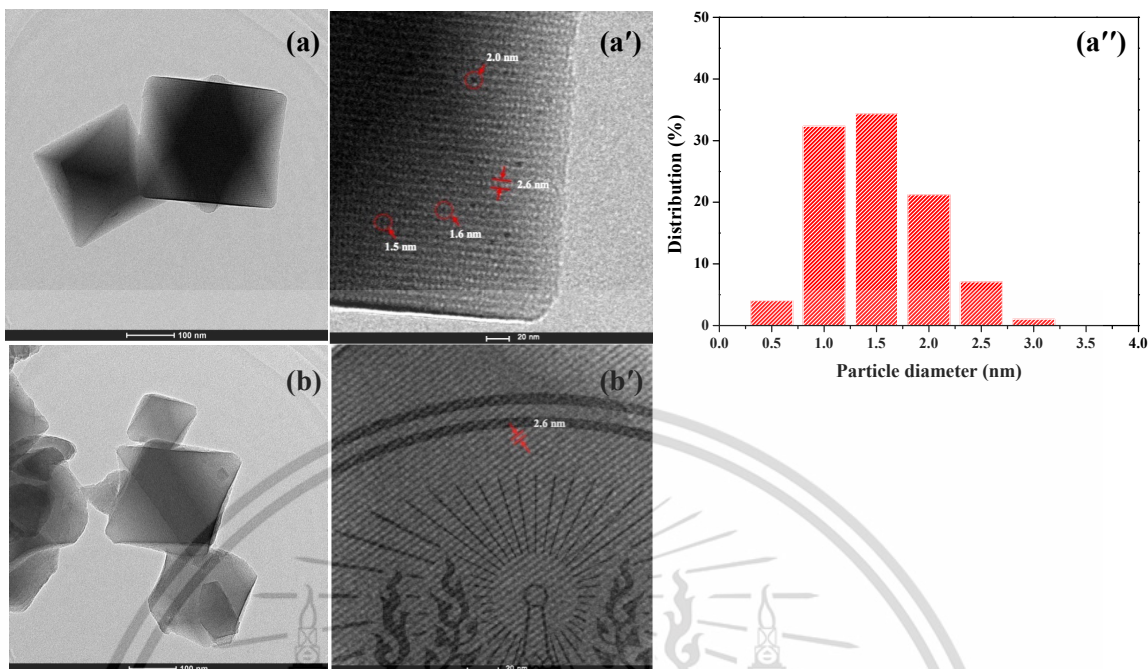 (a)
100 nm
(a′)
2.0 nm
2.6 nm
1.6 nm
1.5 nm
20 nm
(a′′)
Distribution (%)
50
40
30
20
10
0
0.0 0.5 1.0 1.5 2.0 2.5 3.0 3.5 4.0
Particle diameter (nm)
(b)
100 nm
(b′)
2.6 nm
20 nm